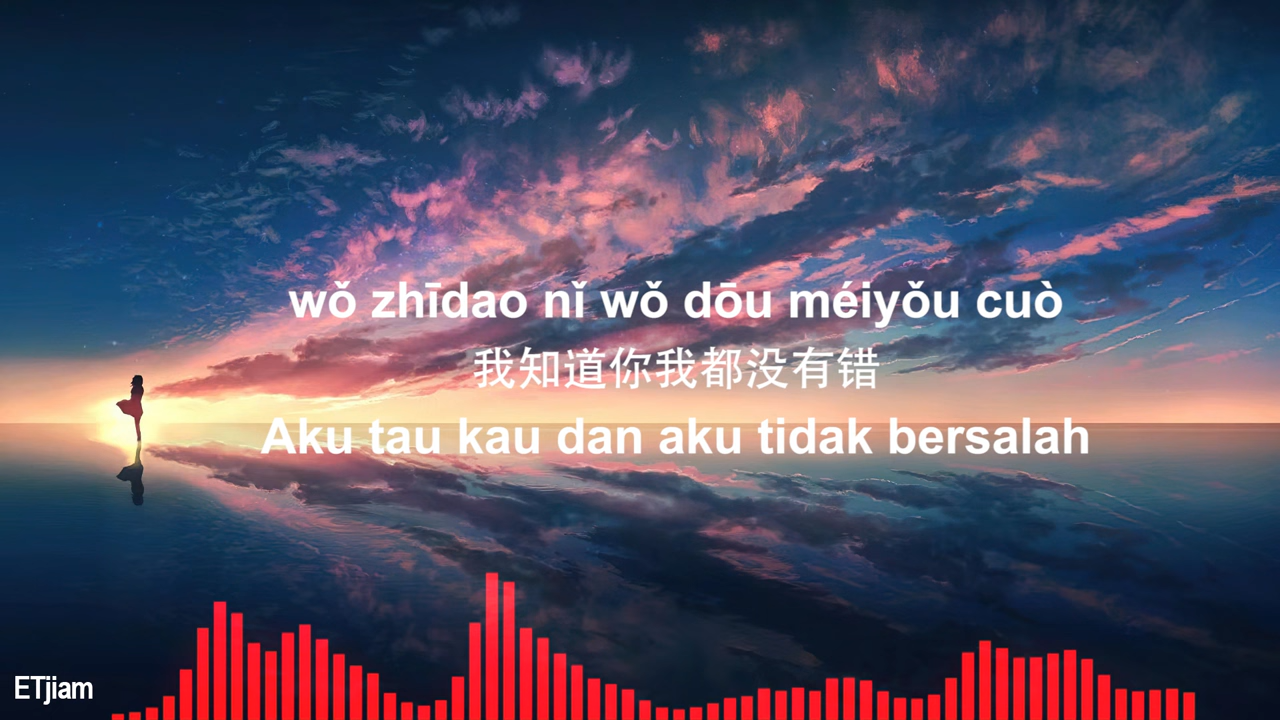 wǒ zhīdao nǐ wǒ dōu méiyǒu cuò
我知道你我都没有错
Aku tau kau dan aku tidak bersalah
ETjiam